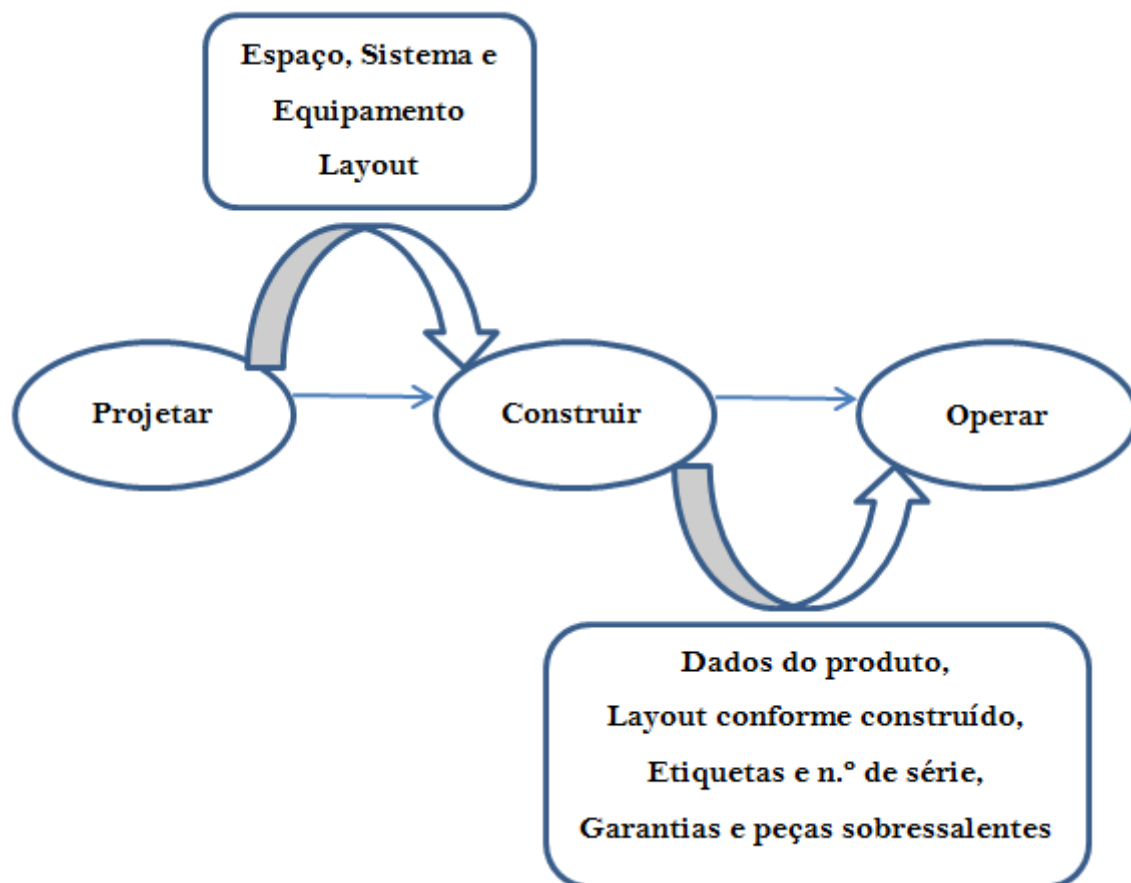 Espaço, Sistema e
Equipamento
Layout
Projetar
Construir
Operar
Dados do produto,
Layout conforme construído,
Etiquetas e n.º de série,
Garantias e peças sobressalentes